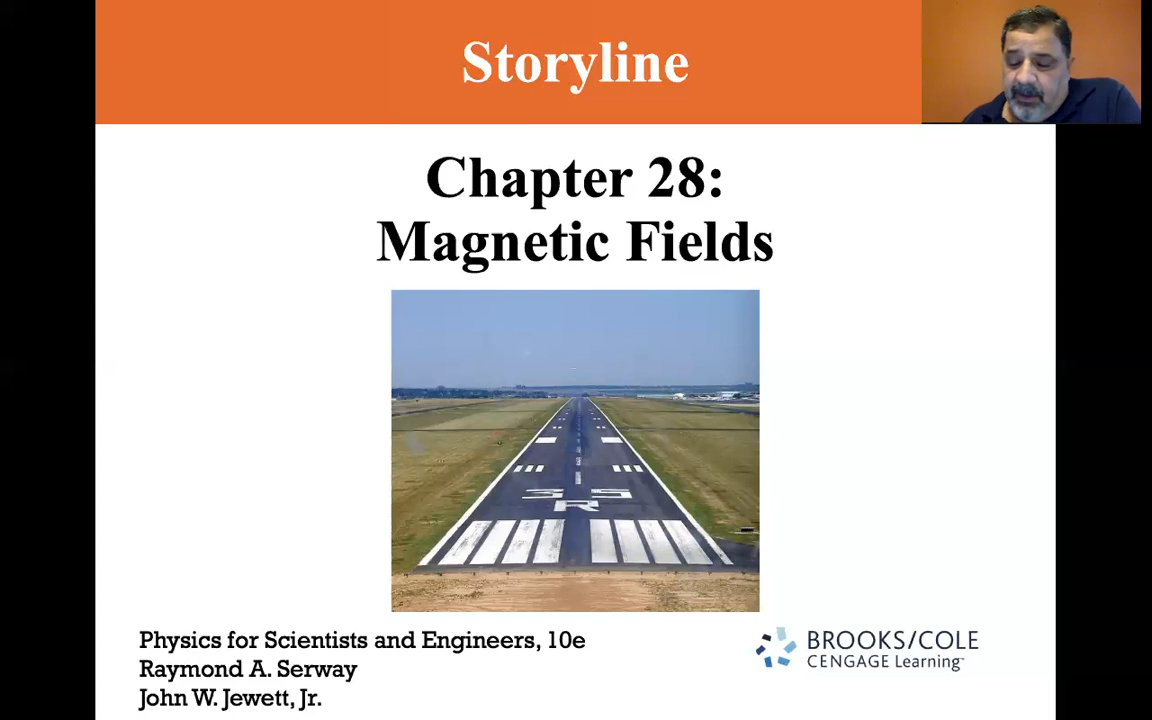 Storyline
Chapter 28:
Magnetic Fields
35
R
Physics for Scientists and Engineers, 10e
Raymond A. Serway
John W. Jewett, Jr.
BROOKS/COLE
CENGAGE Learning™